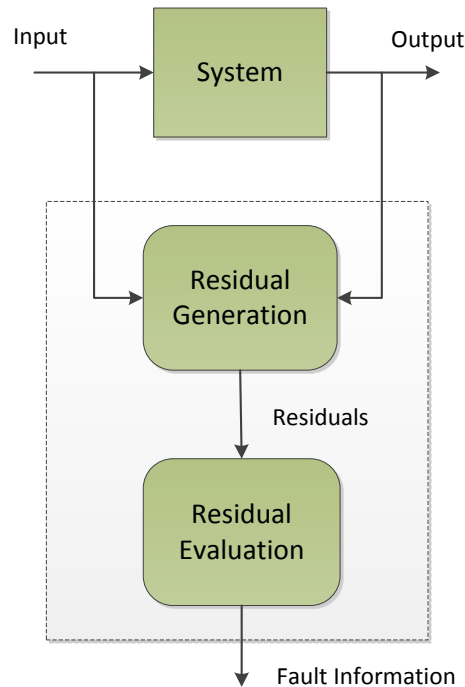 Input
Output
System
Residual
Generation
Residuals
Residual
Evaluation
Fault Information